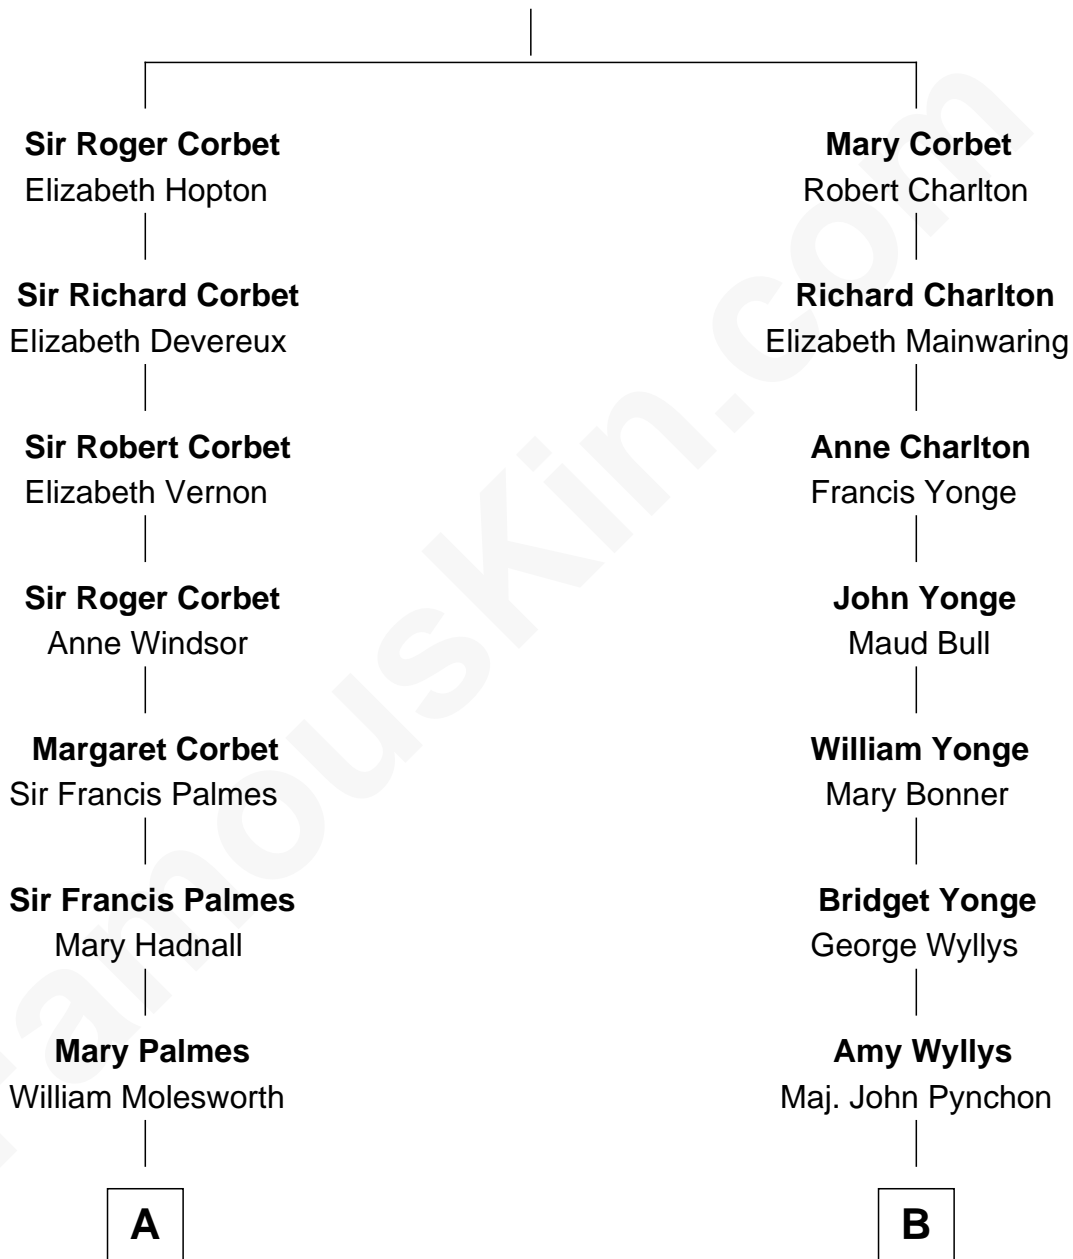 Sir Roger Corbet
Elizabeth Hopton
Sir Richard Corbet
Elizabeth Devereux
Sir Robert Corbet
Elizabeth Vernon
Sir Roger Corbet
Anne Windsor
Margaret Corbet
Sir Francis Palmes
Sir Francis Palmes
Mary Hadnall
Mary Palmes
William Molesworth
A
Mary Corbet
Robert Charlton
Richard Charlton
Elizabeth Mainwaring
Anne Charlton
Francis Yonge
John Yonge
Maud Bull
William Yonge
Mary Bonner
Bridget Yonge
George Wyllys
Amy Wyllys
Maj. John Pynchon
B
FamousKin.com